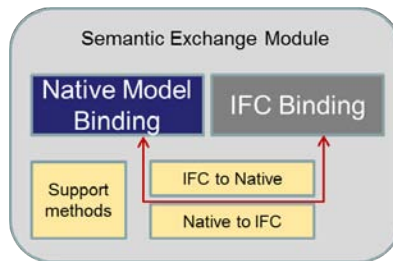 Semantic Exchange Module
Native Model
Binding
IFC Binding
Support
methods
IFC to Native
Native to IFC